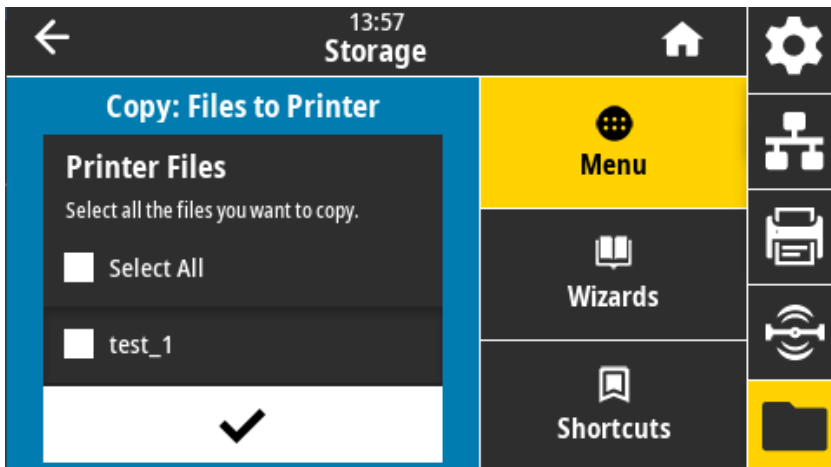 13:57
Storage
Copy: Files to Printer
Printer Files
Select all the files you want to copy.
Select All
test_1
Menu
Wizards
Shortcuts